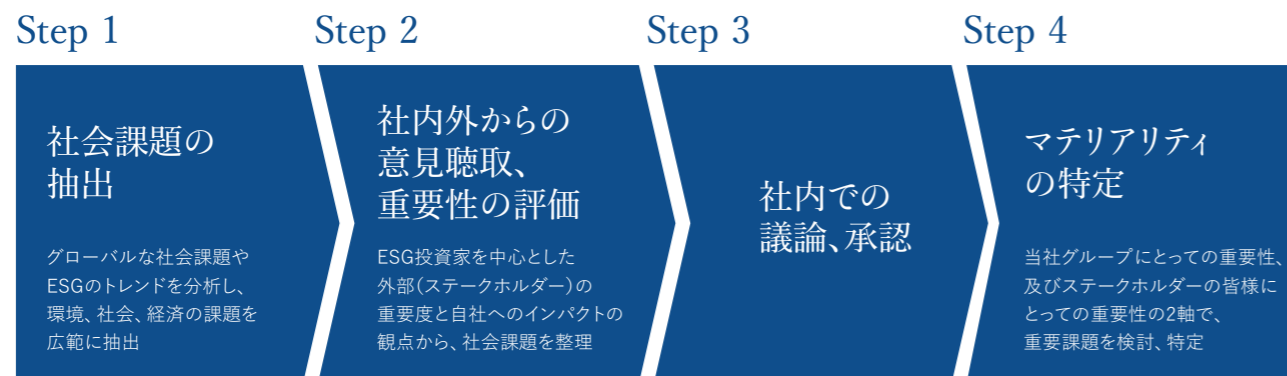 Step 1
社会課題の
抽出
グローバルな社会課題や
ESGのトレンドを分析し、
環境、社会、経済の課題を
広範に抽出
Step 2
社内外からの
意見聴取、
重要性の評価
ESG投資家を中心とした
外部(ステークホルダー)の
重要度と自社へのインパクトの
観点から、社会課題を整理
Step 3
社内での
議論、承認
Step 4
マテリアリティ
の特定
当社グループにとっての重要性、
及びステークホルダーの皆様に
とっての重要性の2軸で、
重要課題を検討、特定